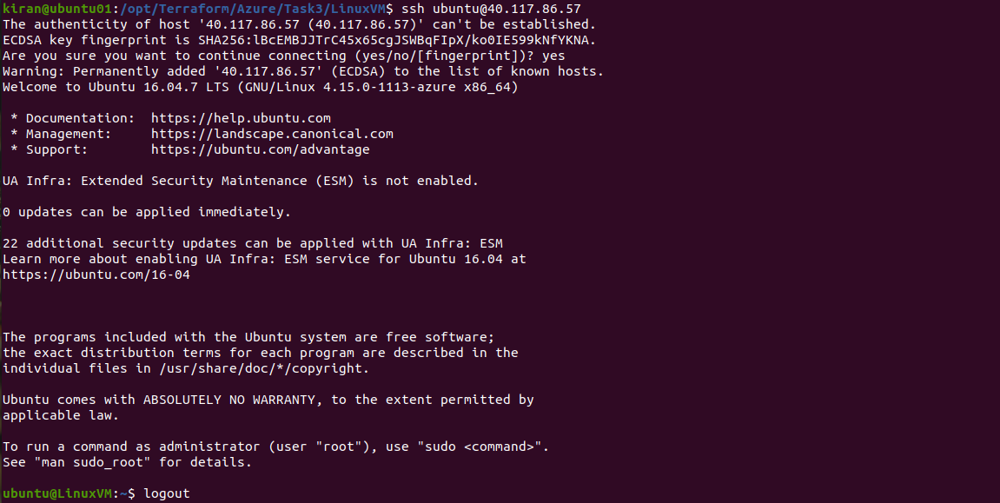 kiran@ubuntu01:/opt/Terraform/Azure/Task3/LinuxVM$ ssh ubuntu@40.117.86.57
The authenticity of host '40.117.86.57 (40.117.86.57)' can't be established.
ECDSA key fingerprint is SHA256:lBcEMBJJTrC45x65cgJSWBqFIpX/ko0IE599kNfYKNA.
Are you sure you want to continue connecting (yes/no/[fingerprint])? yes
Warning: Permanently added '40.117.86.57' (ECDSA) to the list of known hosts.
Welcome to Ubuntu 16.04.7 LTS (GNU/Linux 4.15.0-1113-azure x86_64)
 * Documentation:  https://help.ubuntu.com
 * Management:     https://landscape.canonical.com
 * Support:        https://ubuntu.com/advantage
UA Infra: Extended Security Maintenance (ESM) is not enabled.
0 updates can be applied immediately.
22 additional security updates can be applied with UA Infra: ESM
Learn more about enabling UA Infra: ESM service for Ubuntu 16.04 at
https://ubuntu.com/16-04
The programs included with the Ubuntu system are free software;
the exact distribution terms for each program are described in the
individual files in /usr/share/doc/*/copyright.
Ubuntu comes with ABSOLUTELY NO WARRANTY, to the extent permitted by
applicable law.
To run a command as administrator (user "root"), use "sudo <command>".
See "man sudo_root" for details.
ubuntu@LinuxVM:~$ logout